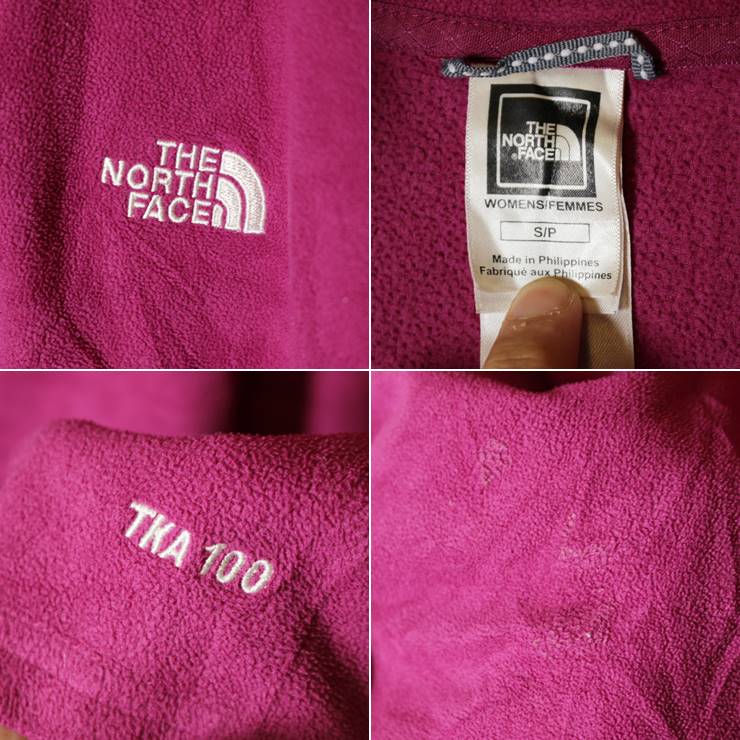 THE
NORTH
FACE
THE
NORTH
FACE
WOMENS/FEMMES
S/P
Made in Philippines
Fabriqué aux Philippines
TKA 100